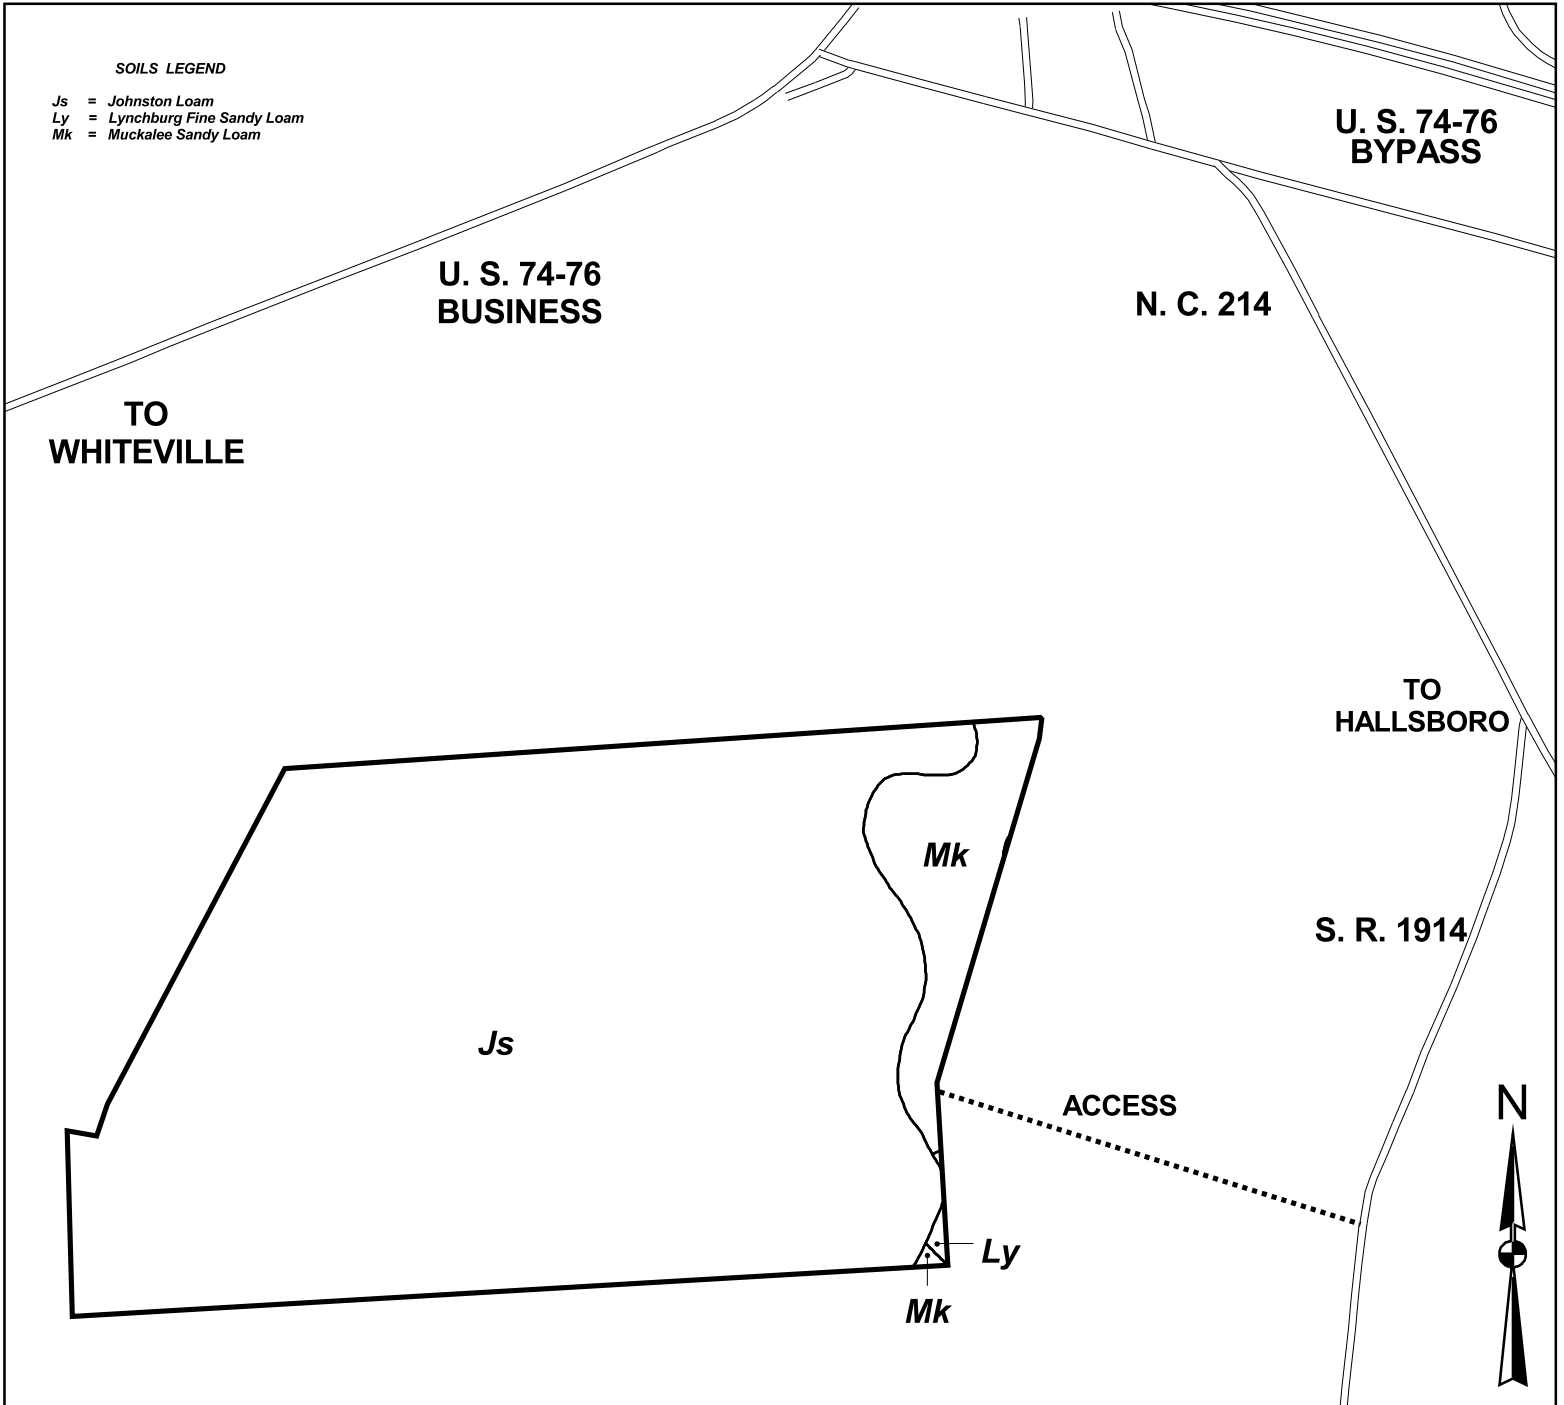 SOILS LEGEND
Js = Johnston Loam
Ly = Lynchburg Fine Sandy Loam
Mk = Muckalee Sandy Loam
U. S. 74-76
BYPASS
U. S. 74-76
BUSINESS
N. C. 214
TO
WHITEVILLE
TO
HALLSBORO
Mk
S. R. 1914
Js
ACCESS
N
Ly
Mk